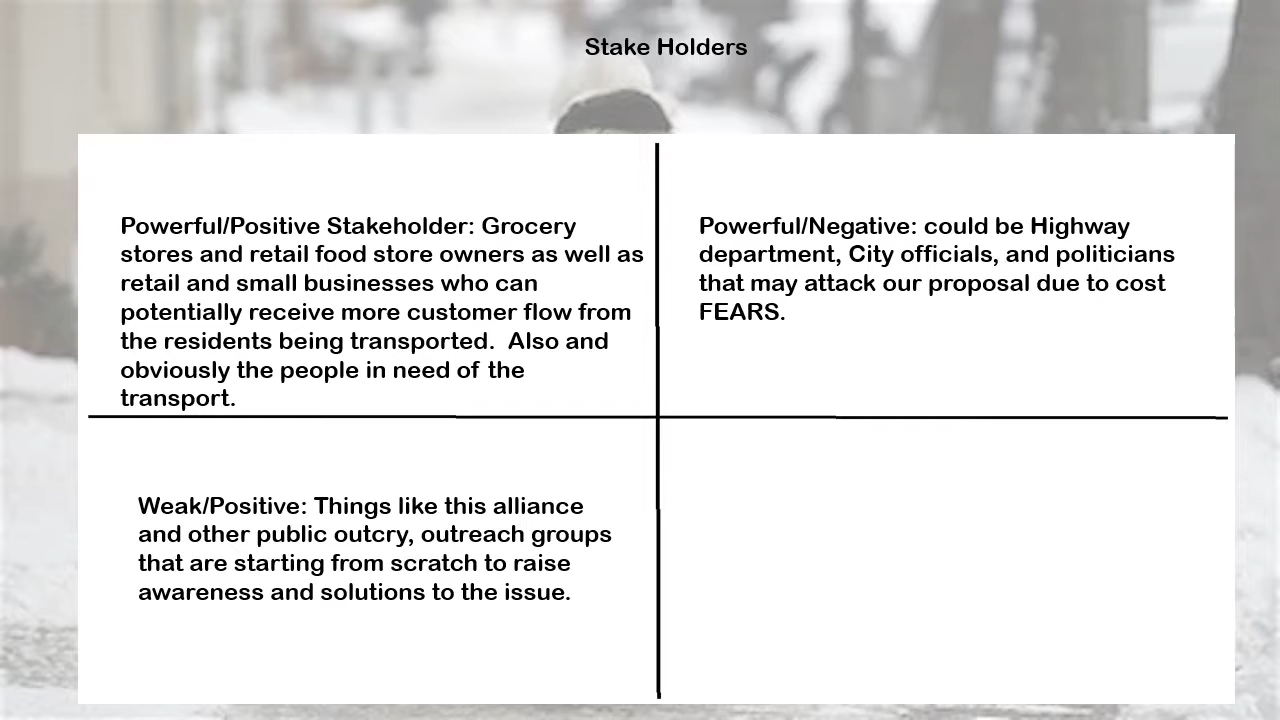 Stake Holders
Powerful/Positive Stakeholder: Grocery
stores and retail food store owners as well as
retail and small businesses who can
potentially receive more customer flow from
the residents being transported.  Also and
obviously the people in need of the
transport.
Powerful/Negative: could be Highway
department, City officials, and politicians
that may attack our proposal due to cost
FEARS.
Weak/Positive: Things like this alliance
and other public outcry, outreach groups
that are starting from scratch to raise
awareness and solutions to the issue.